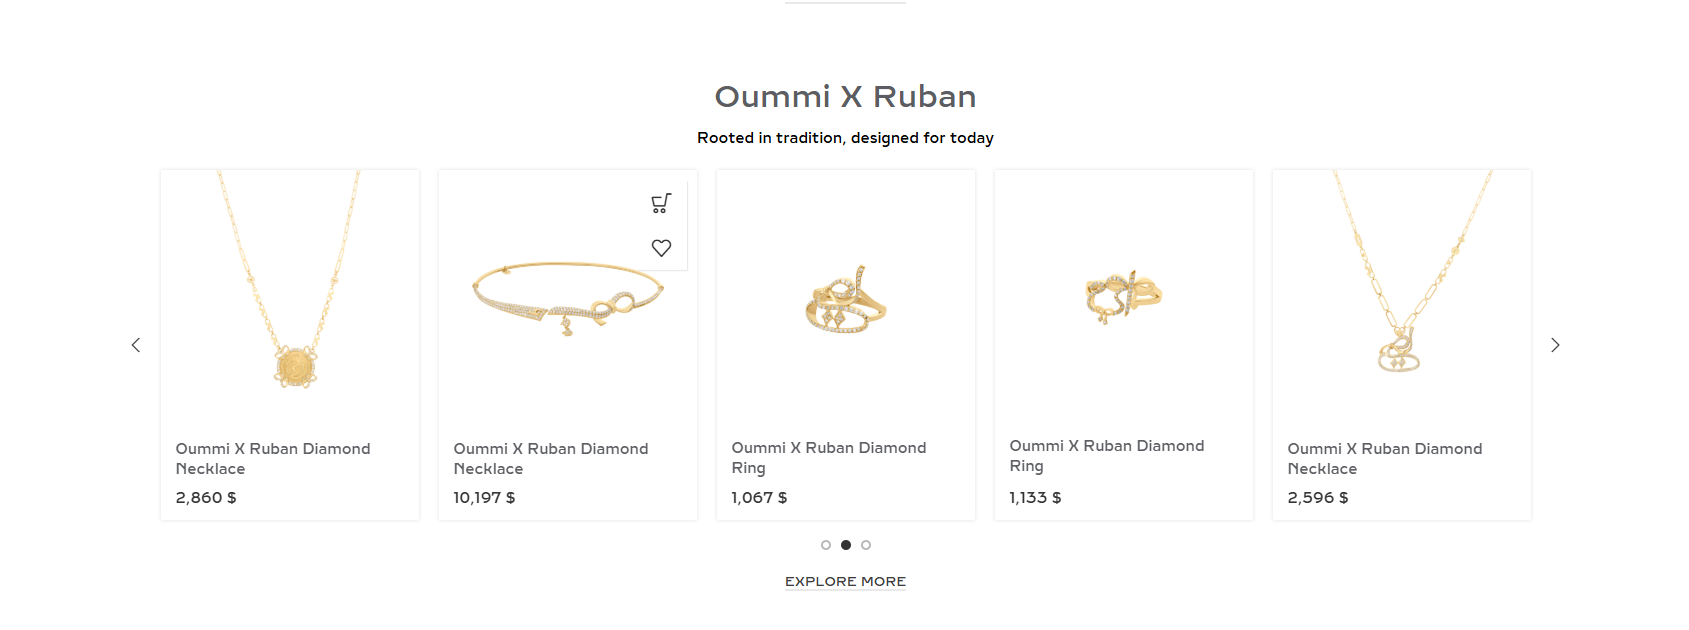 Oummi X Ruban
Rooted in tradition, designed for today
Oummi X Ruban Diamond
Necklace
2,860 $
Oummi X Ruban Diamond
Necklace
10,197 $
Oummi X Ruban Diamond
Ring
1,067 $
Oummi X Ruban Diamond
Ring
1,133 $
Oummi X Ruban Diamond
Necklace
2,596 $
EXPLORE MORE